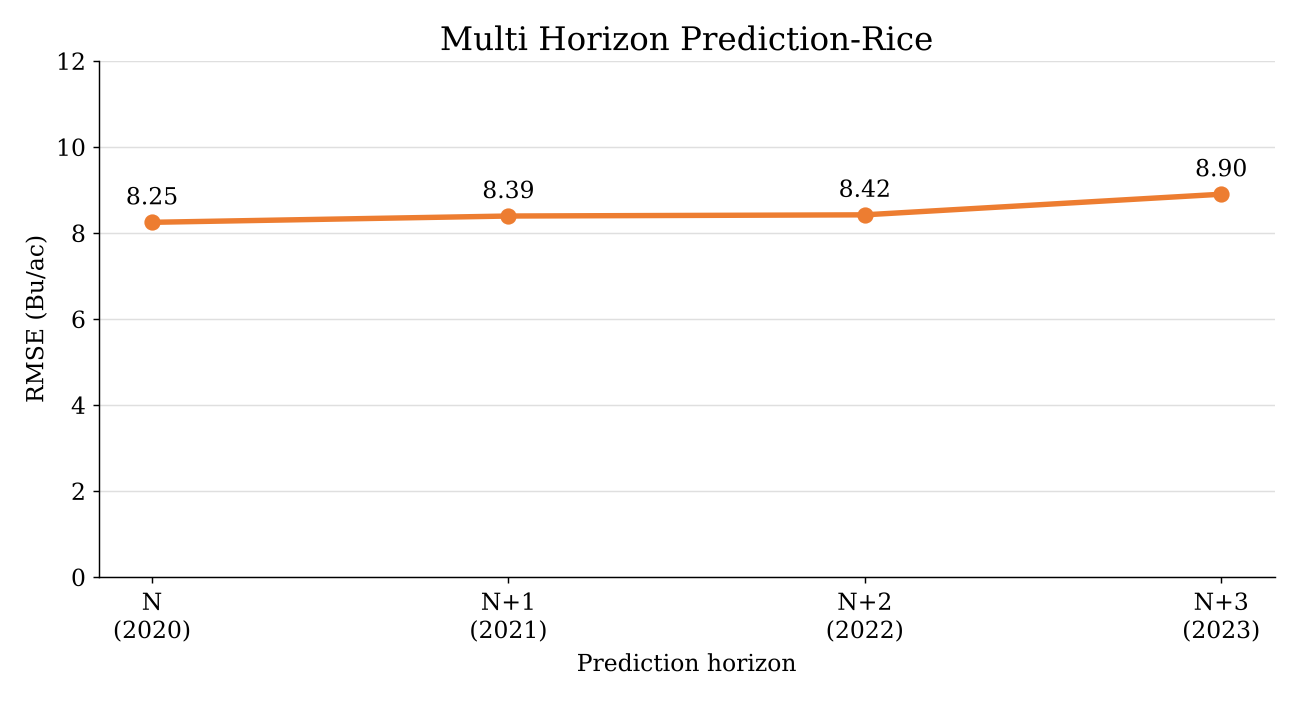 Multi Horizon Prediction-Rice
12
10
8
6
4
2
0
RMSE (Bu/ac)
8.25
8.39
8.42
8.90
N
(2020)
N+1
(2021)
N+2
(2022)
N+3
(2023)
Prediction horizon